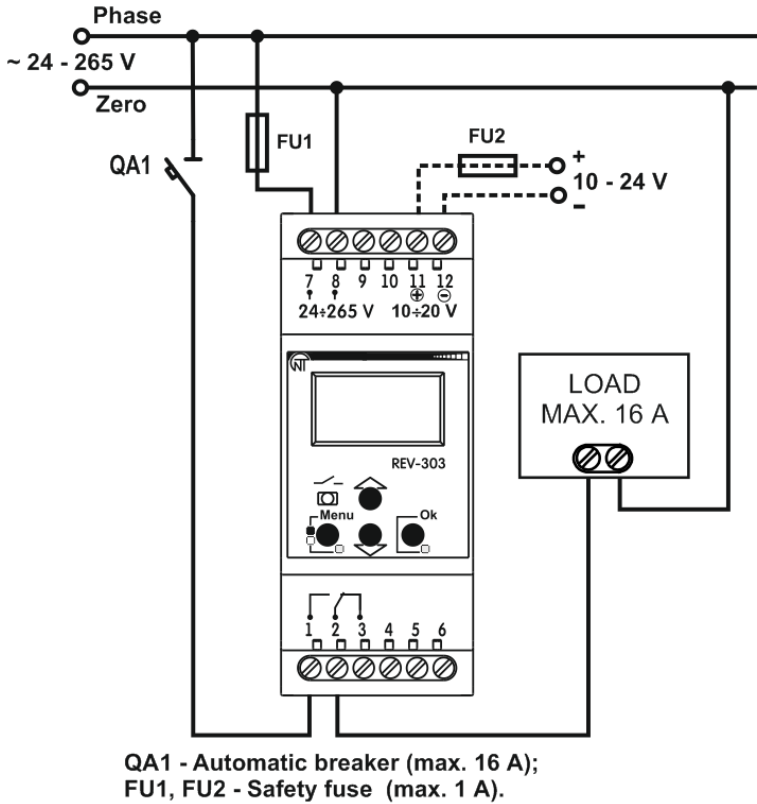 Phase
~ 24 - 265 V
Zero
QA1
FU1
FU2
+
10 - 24 V
−
7 8 9 10 11 12
24÷265 V 10÷20 V
NT
REV-303
Menu
Ok
LOAD
MAX. 16 A
1 2 3 4 5 6
QA1 - Automatic breaker (max. 16 A);
FU1, FU2 - Safety fuse (max. 1 A).